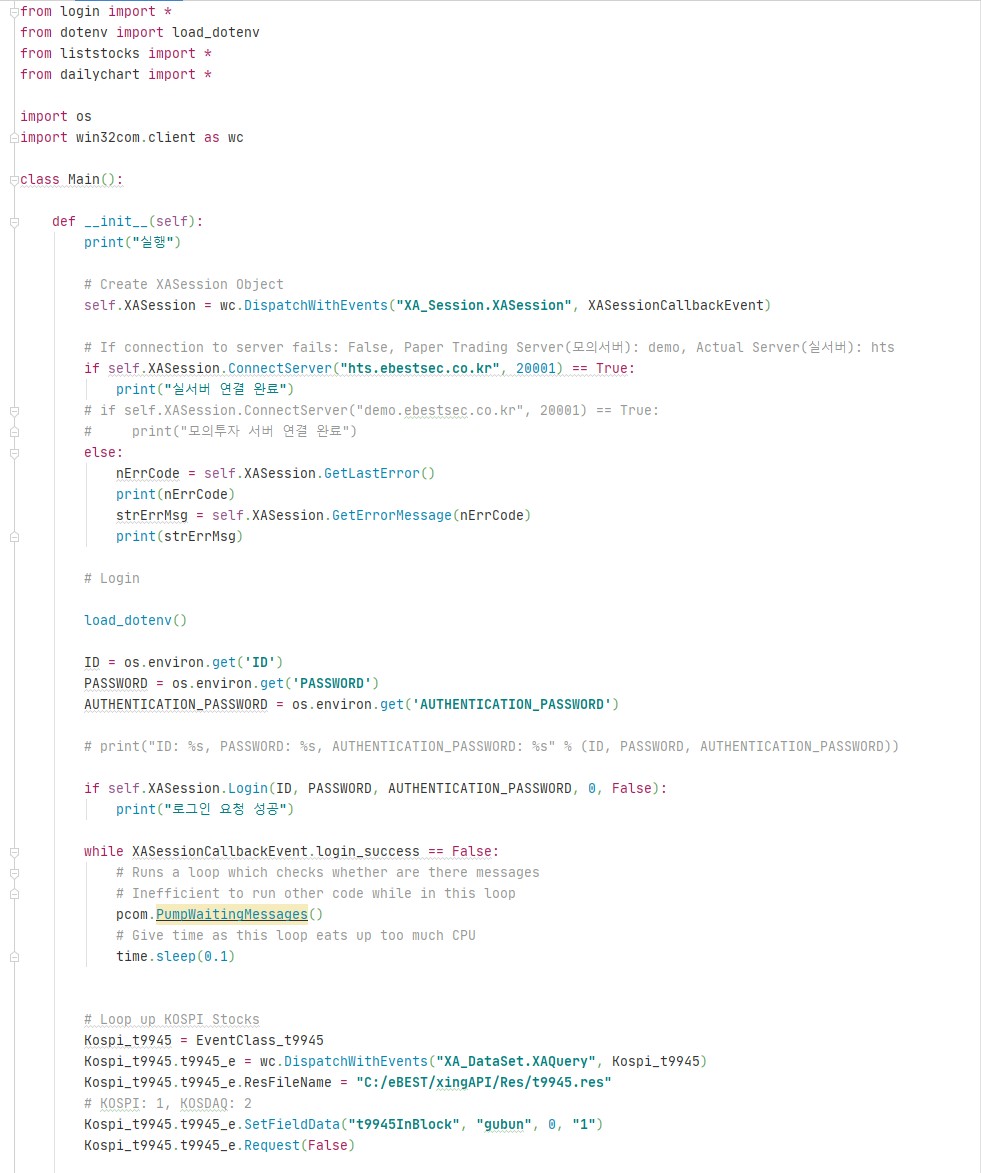 from login import *
from dotenv import load_dotenv
from liststocks import *
from dailychart import *
import os
import win32com.client as wc
class Main():
def __init__(self):
print("실행")
# Create XASession Object
self.XASession = wc.DispatchWithEvents("XA_Session.XASession", XASessionCallbackEvent)
# If connection to server fails: False, Paper Trading Server(모의서버): demo, Actual Server(실서버): hts
if self.XASession.ConnectServer("hts.ebestsec.co.kr", 20001) == True:
print("실서버 연결 완료")
# if self.XASession.ConnectServer("demo.ebestsec.co.kr", 20001) == True:
#     print("모의투자 서버 연결 완료")
else:
nErrCode = self.XASession.GetLastError()
print(nErrCode)
strErrMsg = self.XASession.GetErrorMessage(nErrCode)
print(strErrMsg)
# Login
load_dotenv()
ID = os.environ.get('ID')
PASSWORD = os.environ.get('PASSWORD')
AUTHENTICATION_PASSWORD = os.environ.get('AUTHENTICATION_PASSWORD')
# print("ID: %s, PASSWORD: %s, AUTHENTICATION_PASSWORD: %s" % (ID, PASSWORD, AUTHENTICATION_PASSWORD))
if self.XASession.Login(ID, PASSWORD, AUTHENTICATION_PASSWORD, 0, False):
print("로그인 요청 성공")
while XASessionCallbackEvent.login_success == False:
# Runs a loop which checks whether are there messages
# Inefficient to run other code while in this loop
pcom.PumpWaitingMessages()
# Give time as this loop eats up too much CPU
time.sleep(0.1)
# Loop up KOSPI Stocks
Kospi_t9945 = EventClass_t9945
Kospi_t9945.t9945_e = wc.DispatchWithEvents("XA_DataSet.XAQuery", Kospi_t9945)
Kospi_t9945.t9945_e.ResFileName = "C:/eBEST/xingAPI/Res/t9945.res"
# KOSPI: 1, KOSDAQ: 2
Kospi_t9945.t9945_e.SetFieldData("t9945InBlock", "gubun", 0, "1")
Kospi_t9945.t9945_e.Request(False)